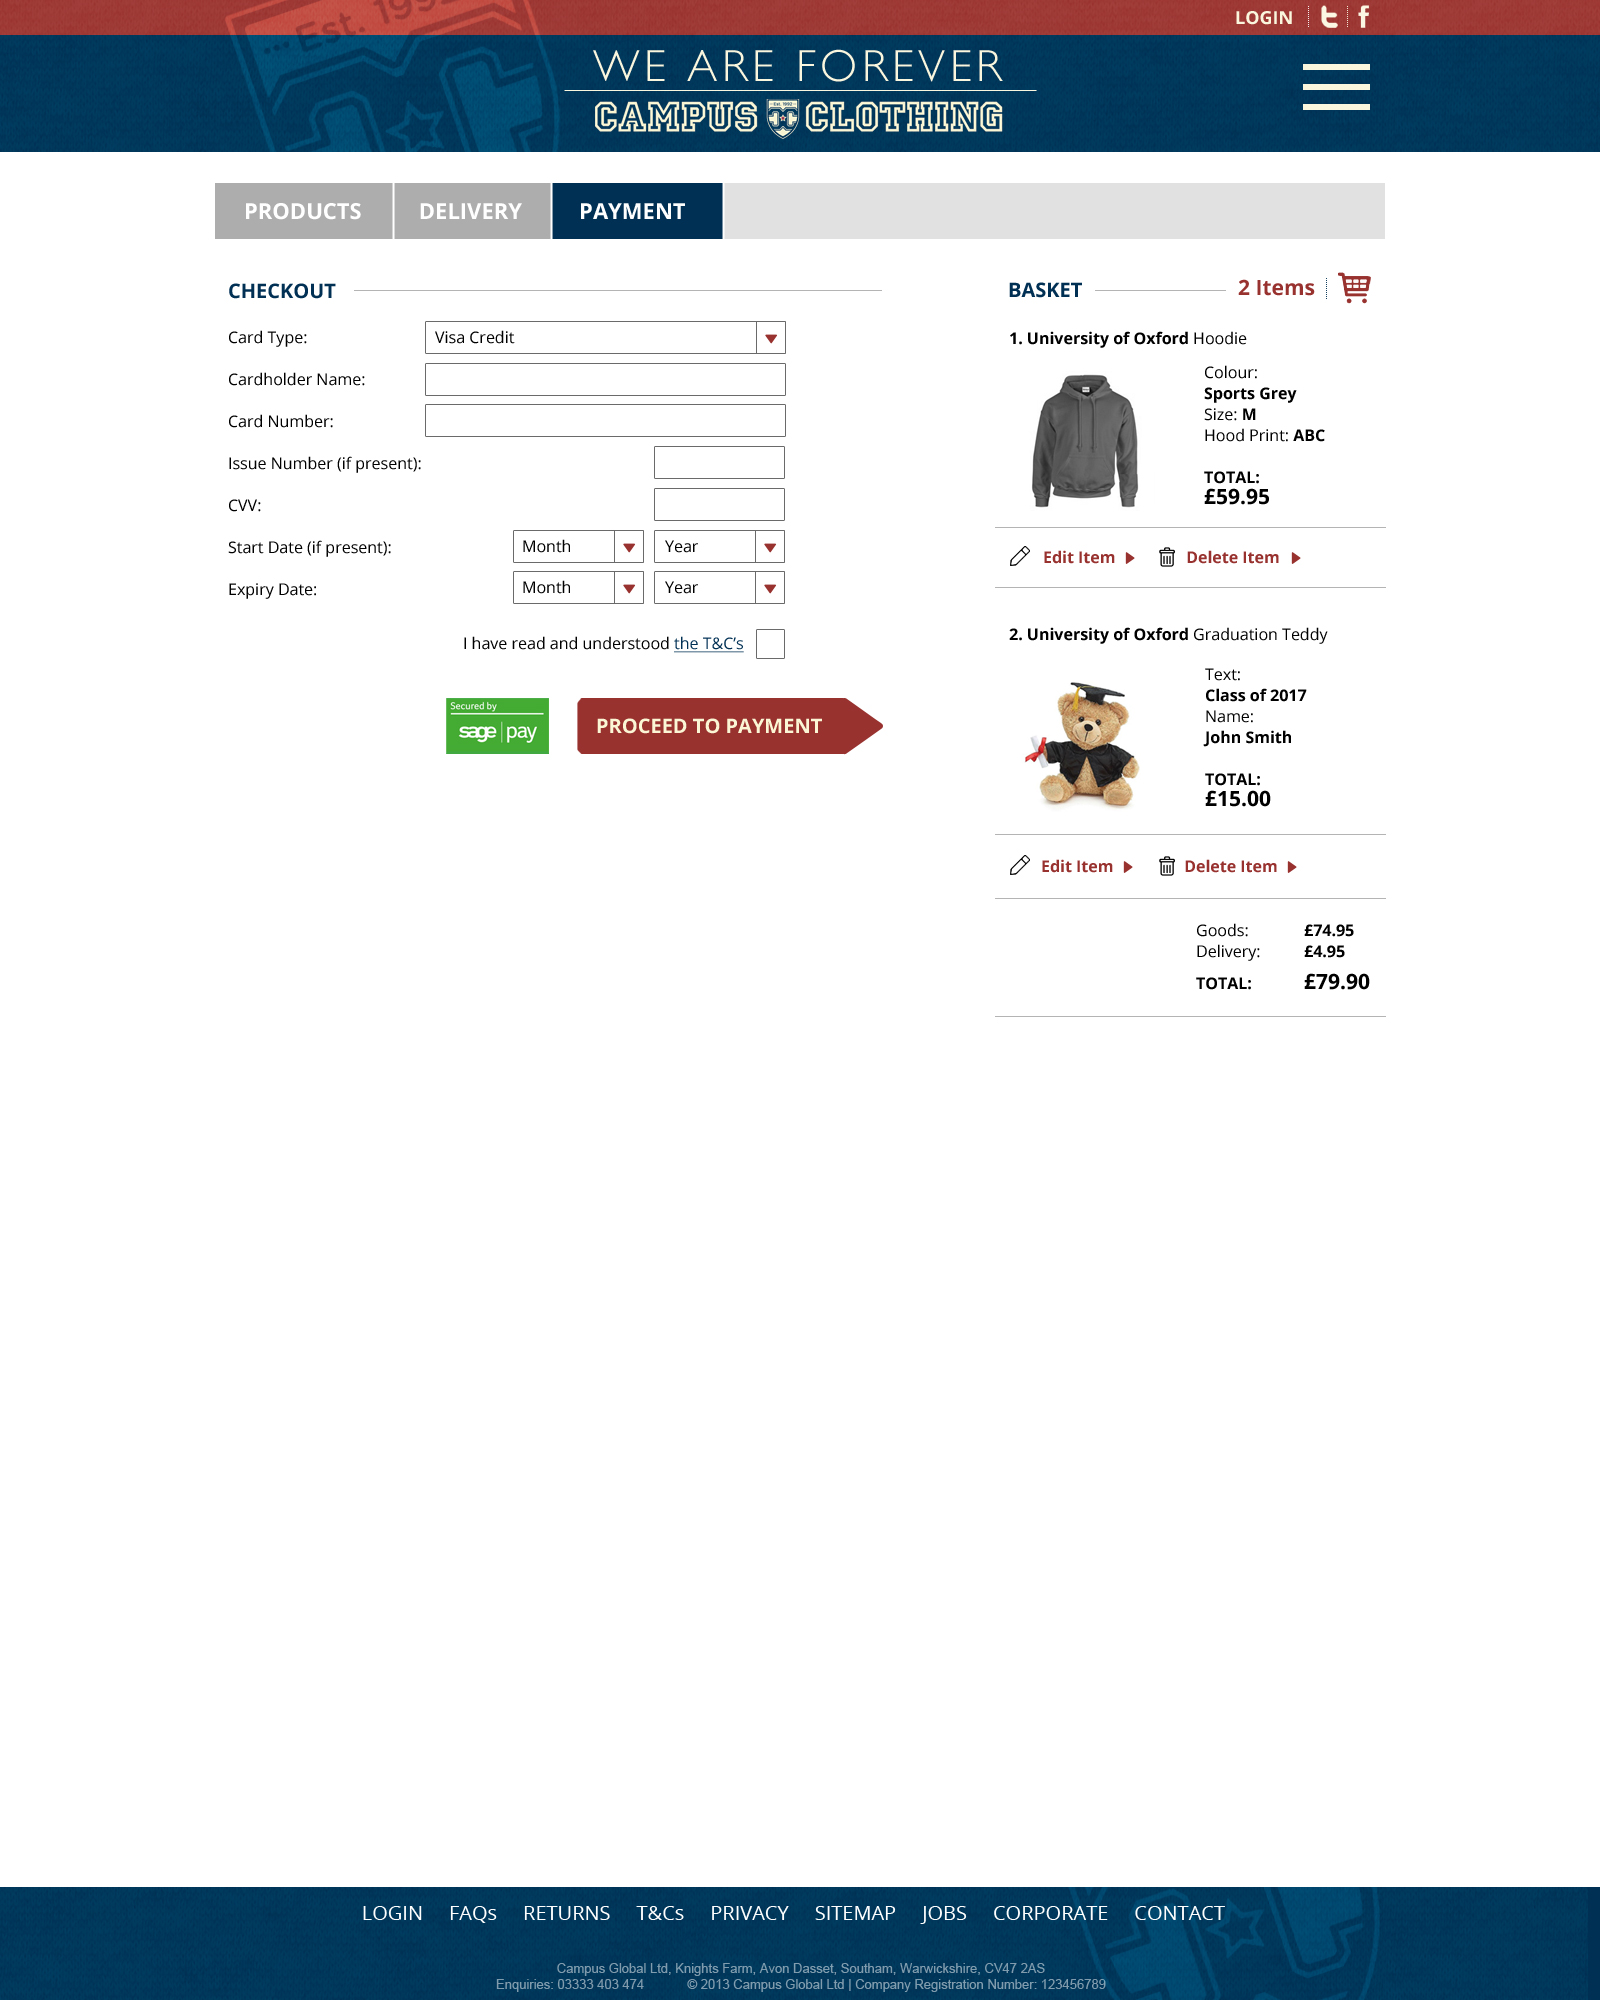 ... Est. 1992
LOGIN
WE ARE FOREVER
CAMPUS CLOTHING
Est. 1992
PRODUCTS DELIVERY PAYMENT
CHECKOUT
Card Type: Visa Credit
Cardholder Name:
Card Number:
Issue Number (if present):
CVV:
Start Date (if present): Month Year
Expiry Date: Month Year
I have read and understood the T&C's
Secured by
sage pay
PROCEED TO PAYMENT
BASKET 2 Items
1. University of Oxford Hoodie
Colour:
Sports Grey
Size: M
Hood Print: ABC
TOTAL:
£59.95
Edit Item Delete Item
2. University of Oxford Graduation Teddy
Text:
Class of 2017
Name:
John Smith
TOTAL:
£15.00
Edit Item Delete Item
Goods: £74.95
Delivery: £4.95
TOTAL: £79.90
LOGIN FAQs RETURNS T&Cs PRIVACY SITEMAP JOBS CORPORATE CONTACT
Campus Global Ltd, Knights Farm, Avon Dasset, Southam, Warwickshire, CV47 2AS
Enquiries: 03333 403 474 © 2013 Campus Global Ltd | Company Registration Number: 123456789